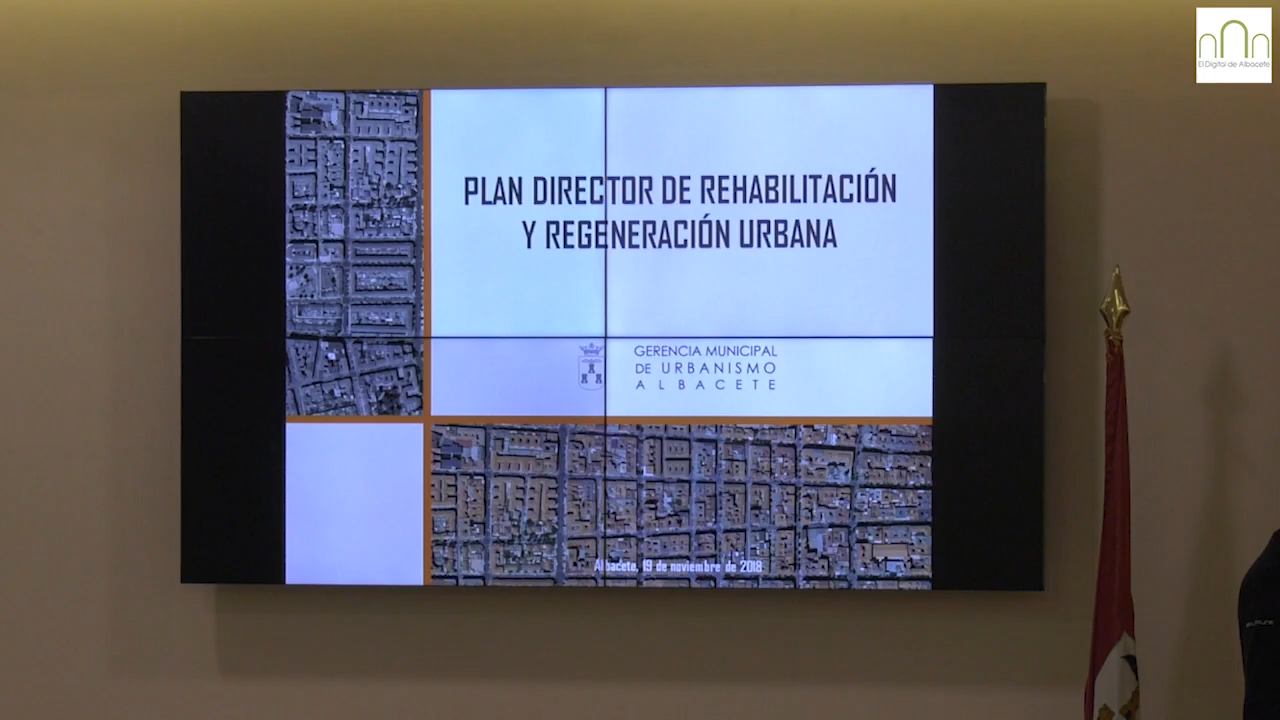 El Digital de Albacete
PLAN DIRECTOR DE REHABILITACIÓN
Y REGENERACIÓN URBANA
GERENCIA MUNICIPAL
DE URBANISMO
ALBACETE
Albacete, 19 de noviembre de 2018